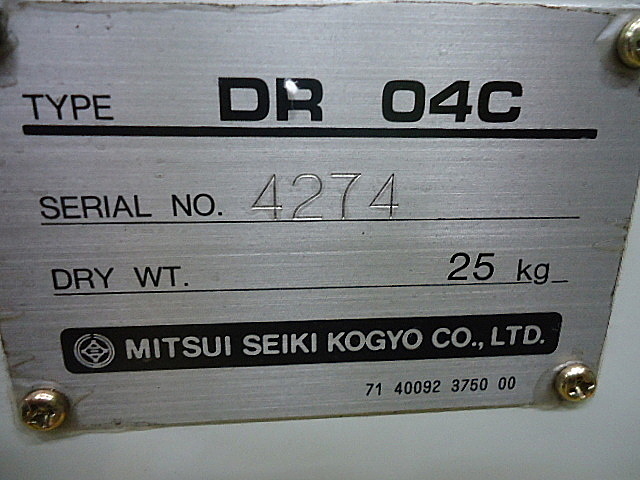 TYPE DR 04C
SERIAL NO. 4274
DRY WT. 25 kg
MITSUI SEIKI KOGYO CO., LTD.
71 40092 3750 00